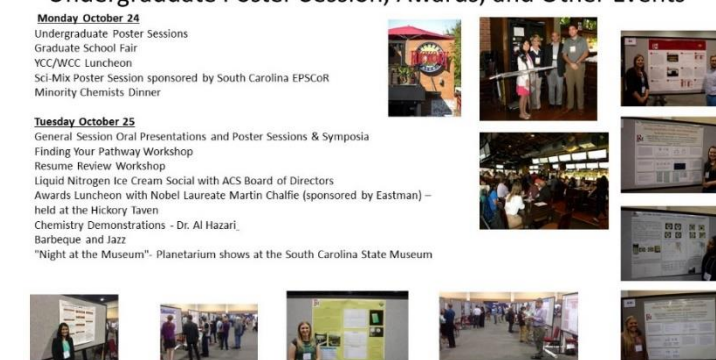 Undergraduate Poster Session, Awards, and Other Events
Monday October 24
Undergraduate Poster Sessions
Graduate School Fair
YCC/WCC Luncheon
Sci-Mix Poster Session sponsored by South Carolina EPSCoR
Minority Chemists Dinner
Tuesday October 25
General Session Oral Presentations and Poster Sessions & Symposia
Finding Your Pathway Workshop
Resume Review Workshop
Liquid Nitrogen Ice Cream Social with ACS Board of Directors
Awards Luncheon with Nobel Laureate Martin Chalfie (sponsored by Eastman) –
held at the Hickory Taven
Chemistry Demonstrations - Dr. Al Hazari
Barbeque and Jazz
"Night at the Museum"- Planetarium shows at the South Carolina State Museum